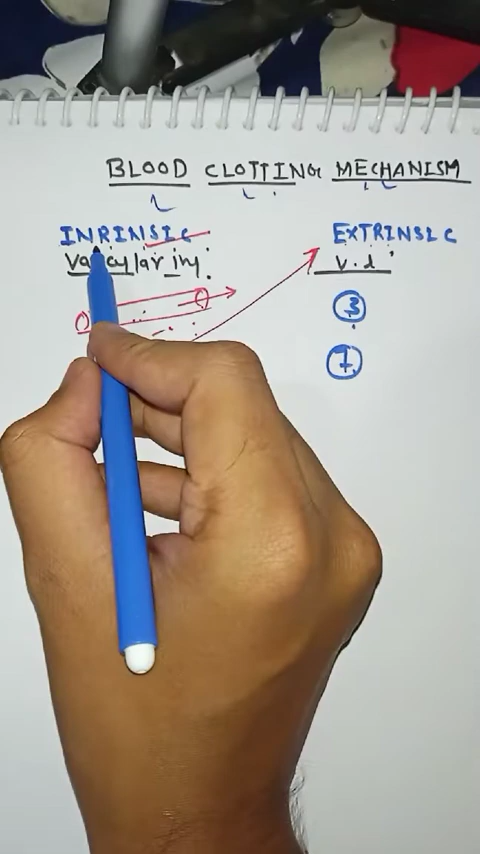 BLOOD CLOTTING MECHANISM
INRINSIC
Vascular inj.
EXTRINSIC
V.d
3
7